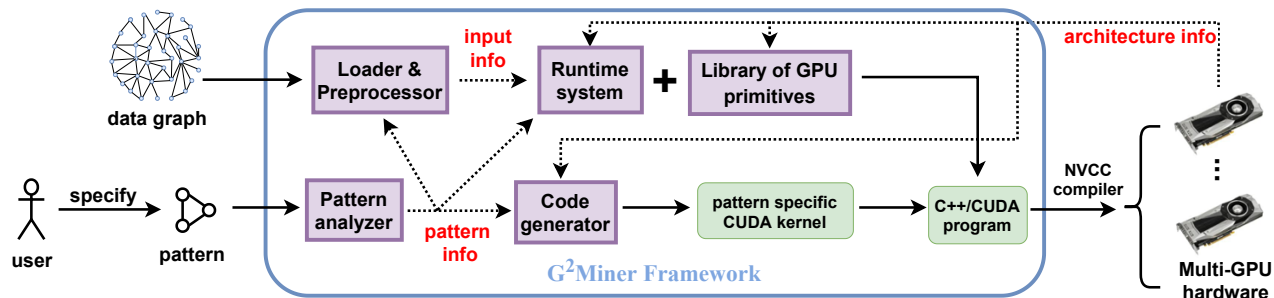 data graph
Loader &
Preprocessor
input
info
Runtime
system
+
Library of GPU
primitives
architecture info
user
specify
pattern
Pattern
analyzer
pattern
info
Code
generator
pattern specific
CUDA kernel
C++/CUDA
program
NVCC
compiler
Multi-GPU
hardware
G²Miner Framework